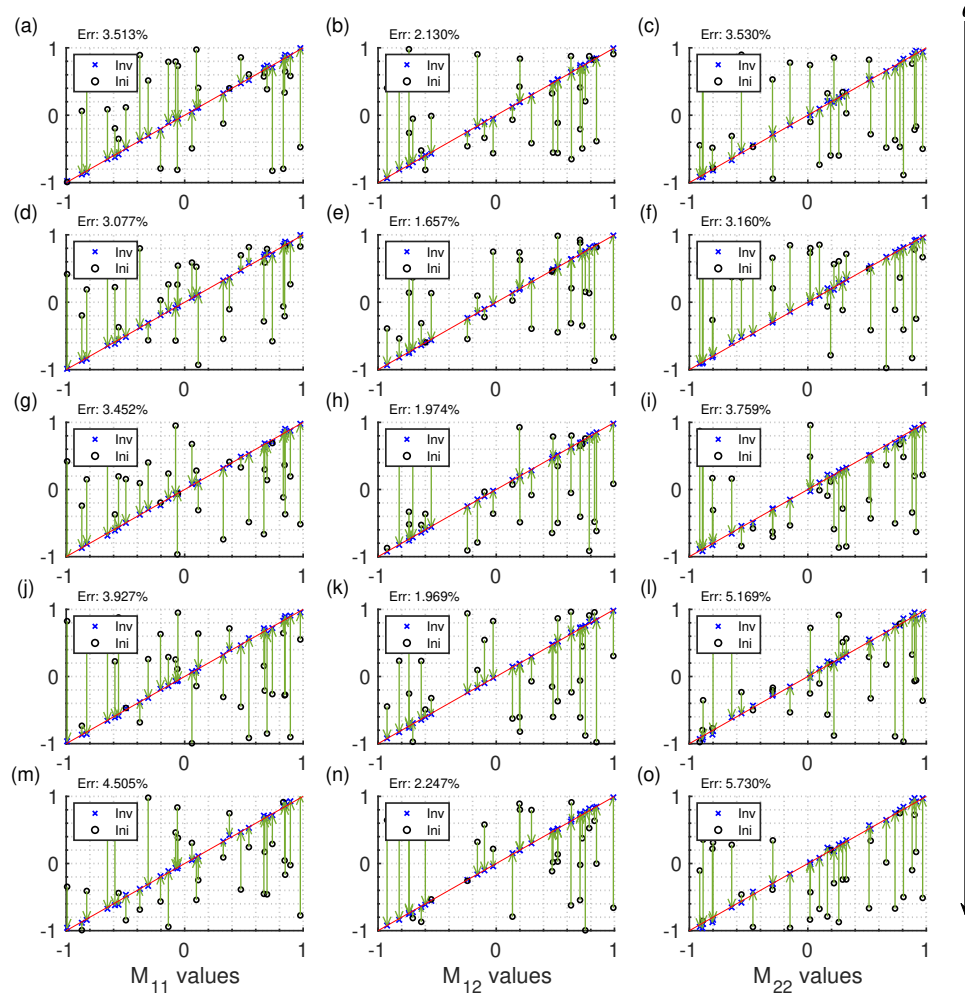 (a) Err: 3.513%
(b) Err: 2.130%
(c) Err: 3.530%
1 Inv 1 Inv 1 Inv
Ini Ini Ini
0 0 0
-1 -1 -1
-1 0 1 -1 0 1 -1 0 1
(d) Err: 3.077%
(e) Err: 1.657%
(f) Err: 3.160%
1 Inv 1 Inv 1 Inv
Ini Ini Ini
0 0 0
-1 -1 -1
-1 0 1 -1 0 1 -1 0 1
(g) Err: 3.452%
(h) Err: 1.974%
(i) Err: 3.759%
1 Inv 1 Inv 1 Inv
Ini Ini Ini
0 0 0
-1 -1 -1
-1 0 1 -1 0 1 -1 0 1
(j) Err: 3.927%
(k) Err: 1.969%
(l) Err: 5.169%
1 Inv 1 Inv 1 Inv
Ini Ini Ini
0 0 0
-1 -1 -1
-1 0 1 -1 0 1 -1 0 1
(m) Err: 4.505%
(n) Err: 2.247%
(o) Err: 5.730%
1 Inv 1 Inv 1 Inv
Ini Ini Ini
0 0 0
-1 -1 -1
-1 0 1 -1 0 1 -1 0 1
M11 values M12 values M22 values